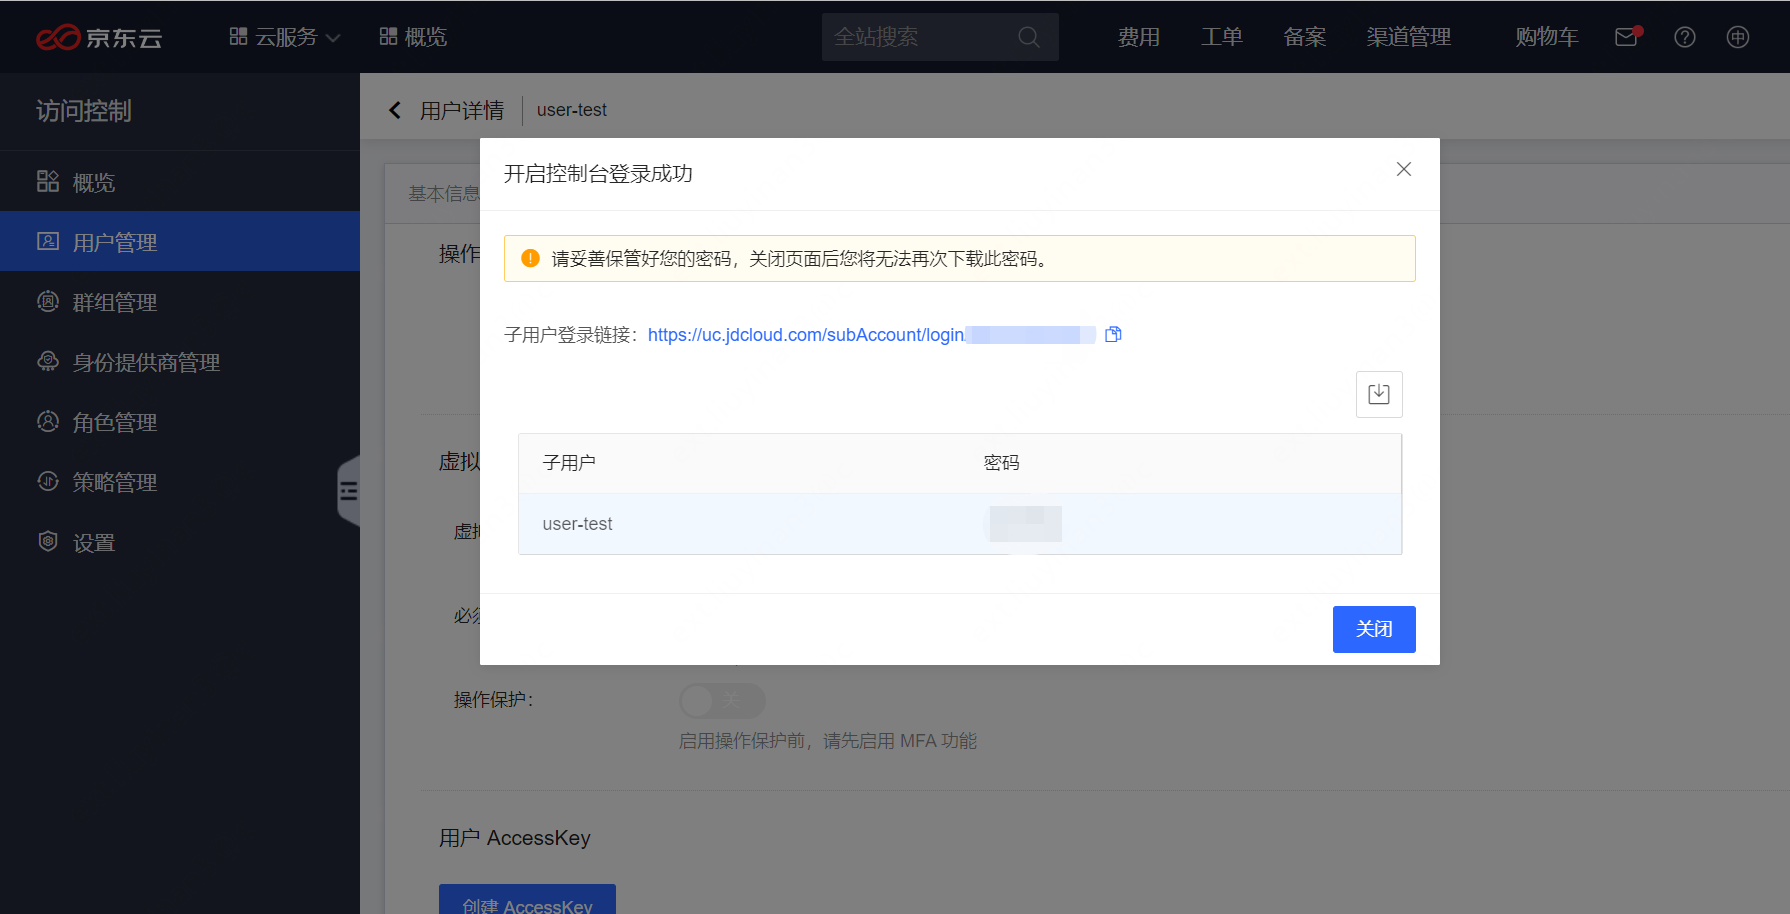 京东云
云服务
概览
全站搜索
费用
工单
备案
渠道管理
购物车
访问控制
概览
用户管理
群组管理
身份提供商管理
角色管理
策略管理
设置
用户详情
user-test
基本信息
操作
虚拟
开启控制台登录成功
请妥善保管好您的密码，关闭页面后您将无法再次下载此密码。
子用户登录链接：https://uc.jdcloud.com/subAccount/login
子用户
密码
user-test
关闭
操作保护：
关
启用操作保护前，请先启用 MFA 功能
用户 AccessKey
创建 AccessKey